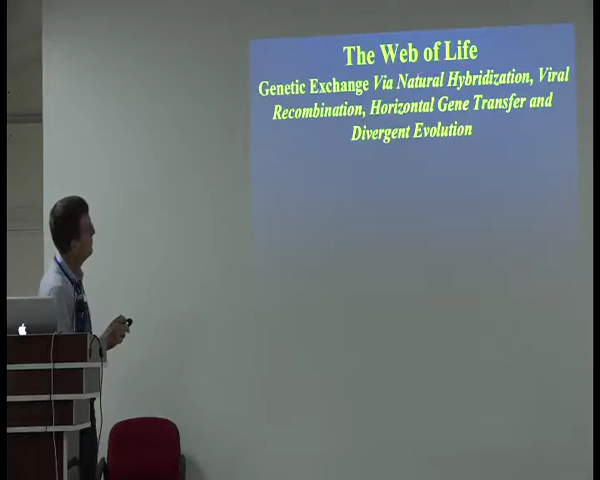 The Web of Life
Genetic Exchange Via Natural Hybridization, Viral
Recombination, Horizontal Gene Transfer and
Divergent Evolution